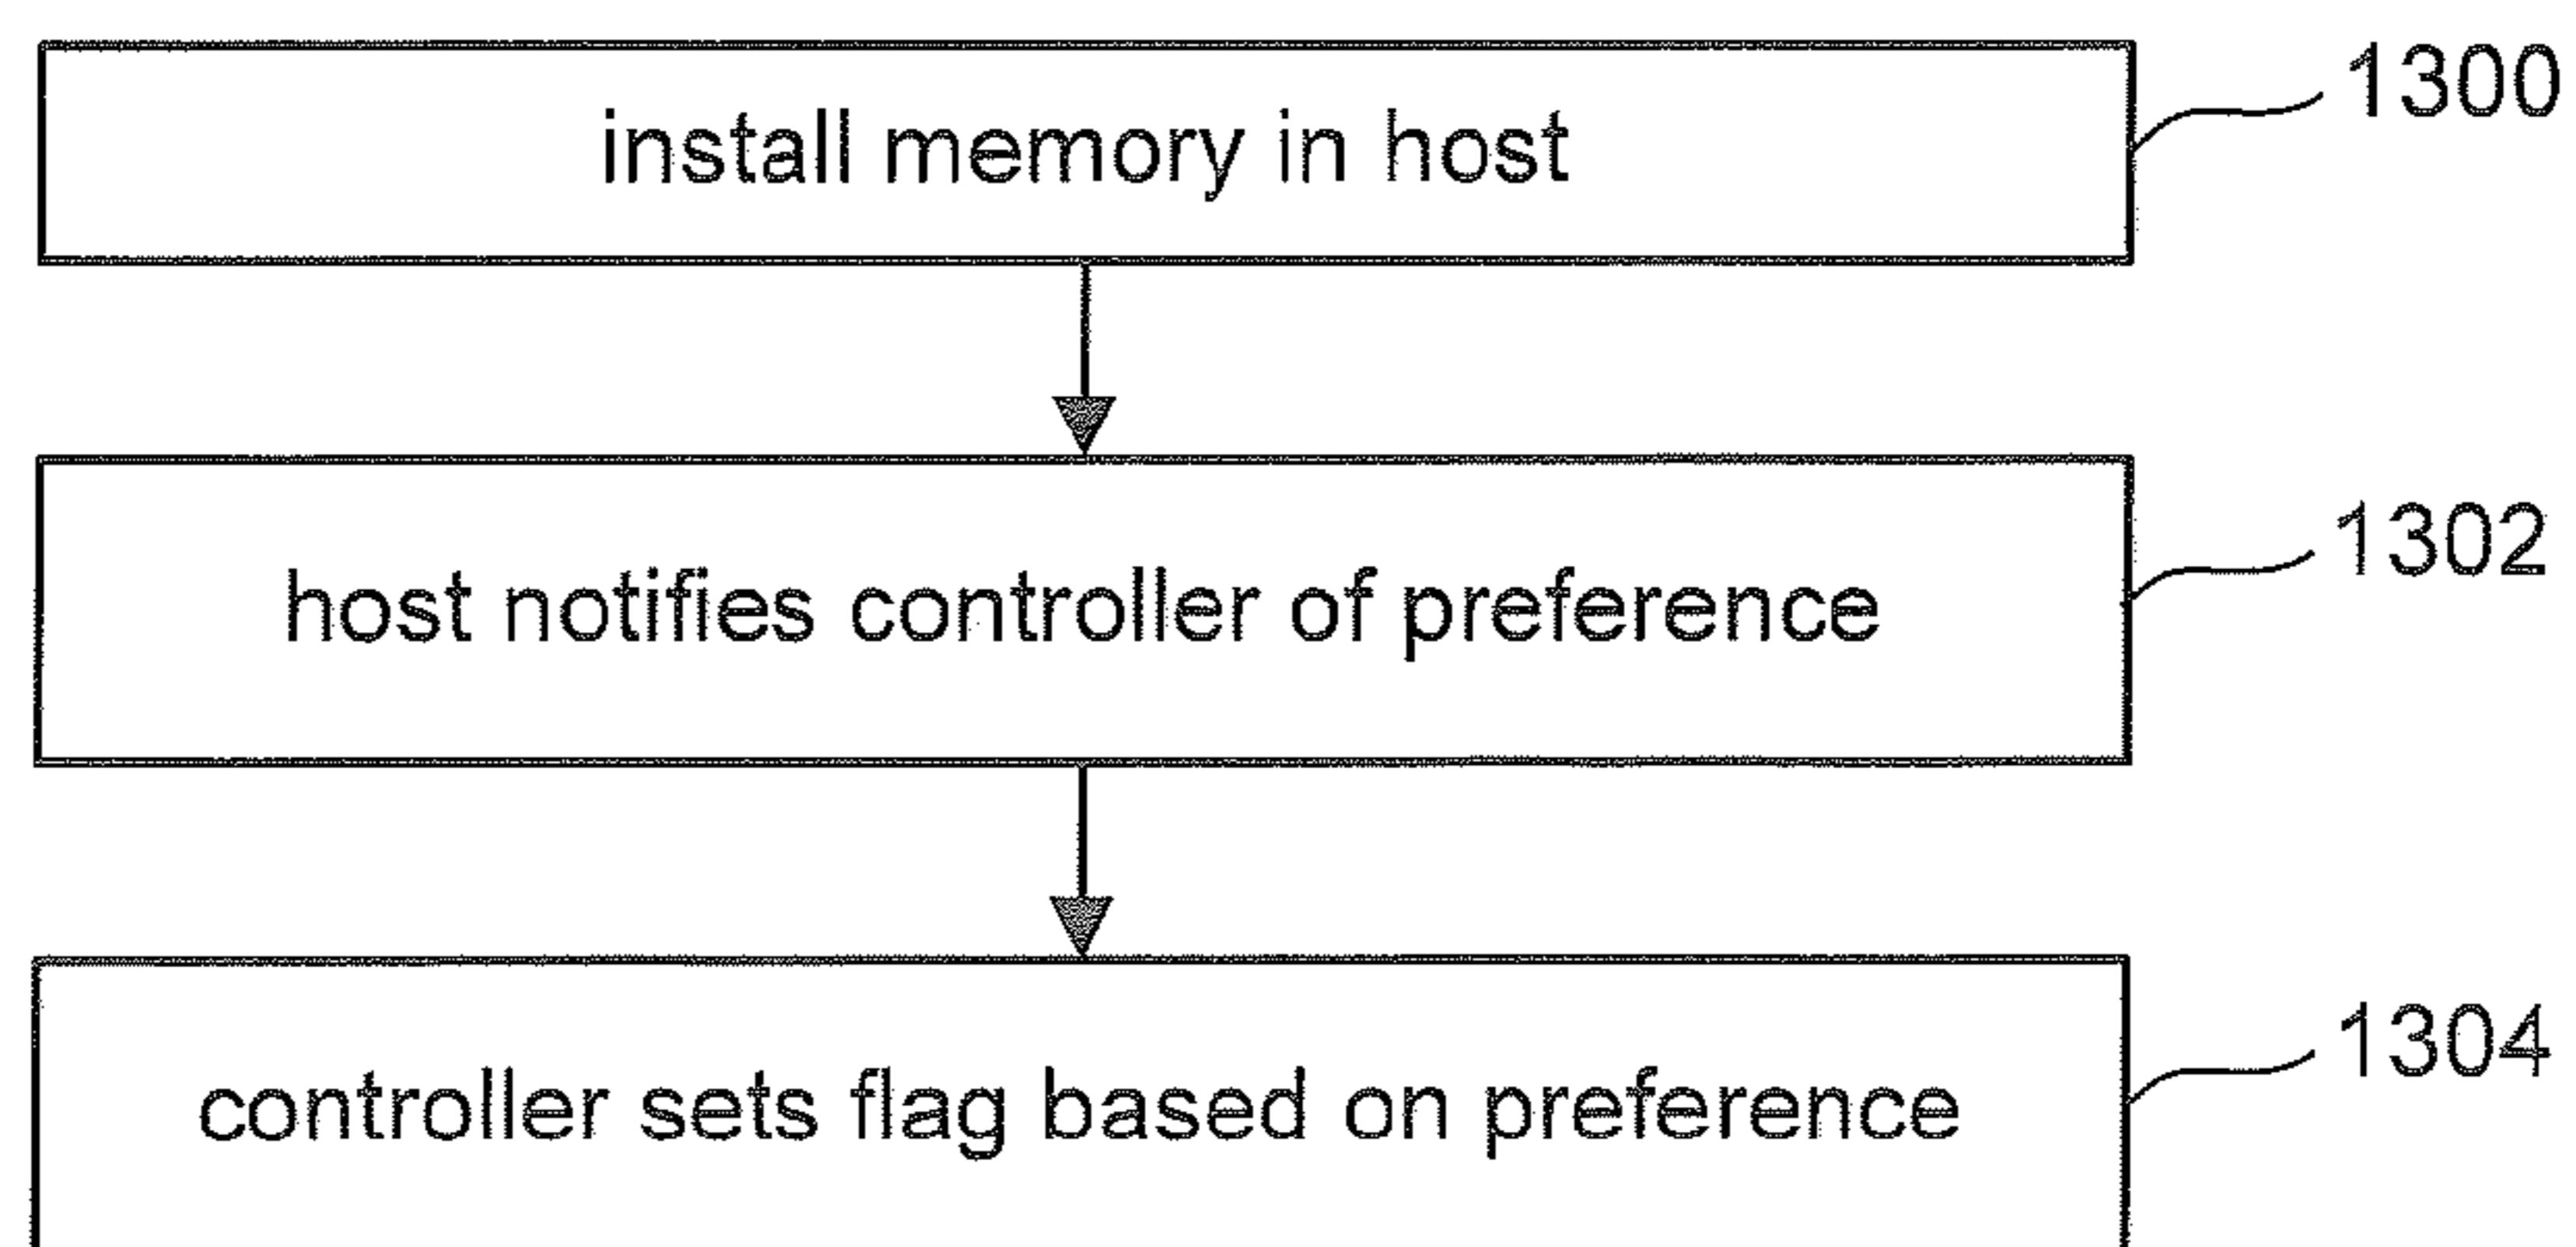 install memory in host
1300
host notifies controller of preference
1302
controller sets flag based on preference
1304